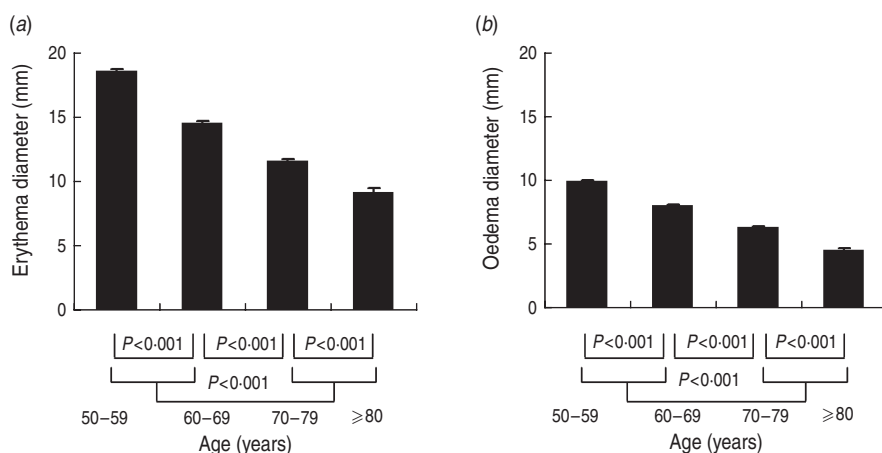 (a)
20
15
10
5
0
Erythema diameter (mm)
P<0·001 P<0·001 P<0·001
P<0·001
50–59 60–69 70–79 ⩾80
Age (years)
(b)
20
15
10
5
0
Oedema diameter (mm)
P<0·001 P<0·001 P<0·001
P<0·001
50–59 60–69 70–79 ⩾80
Age (years)